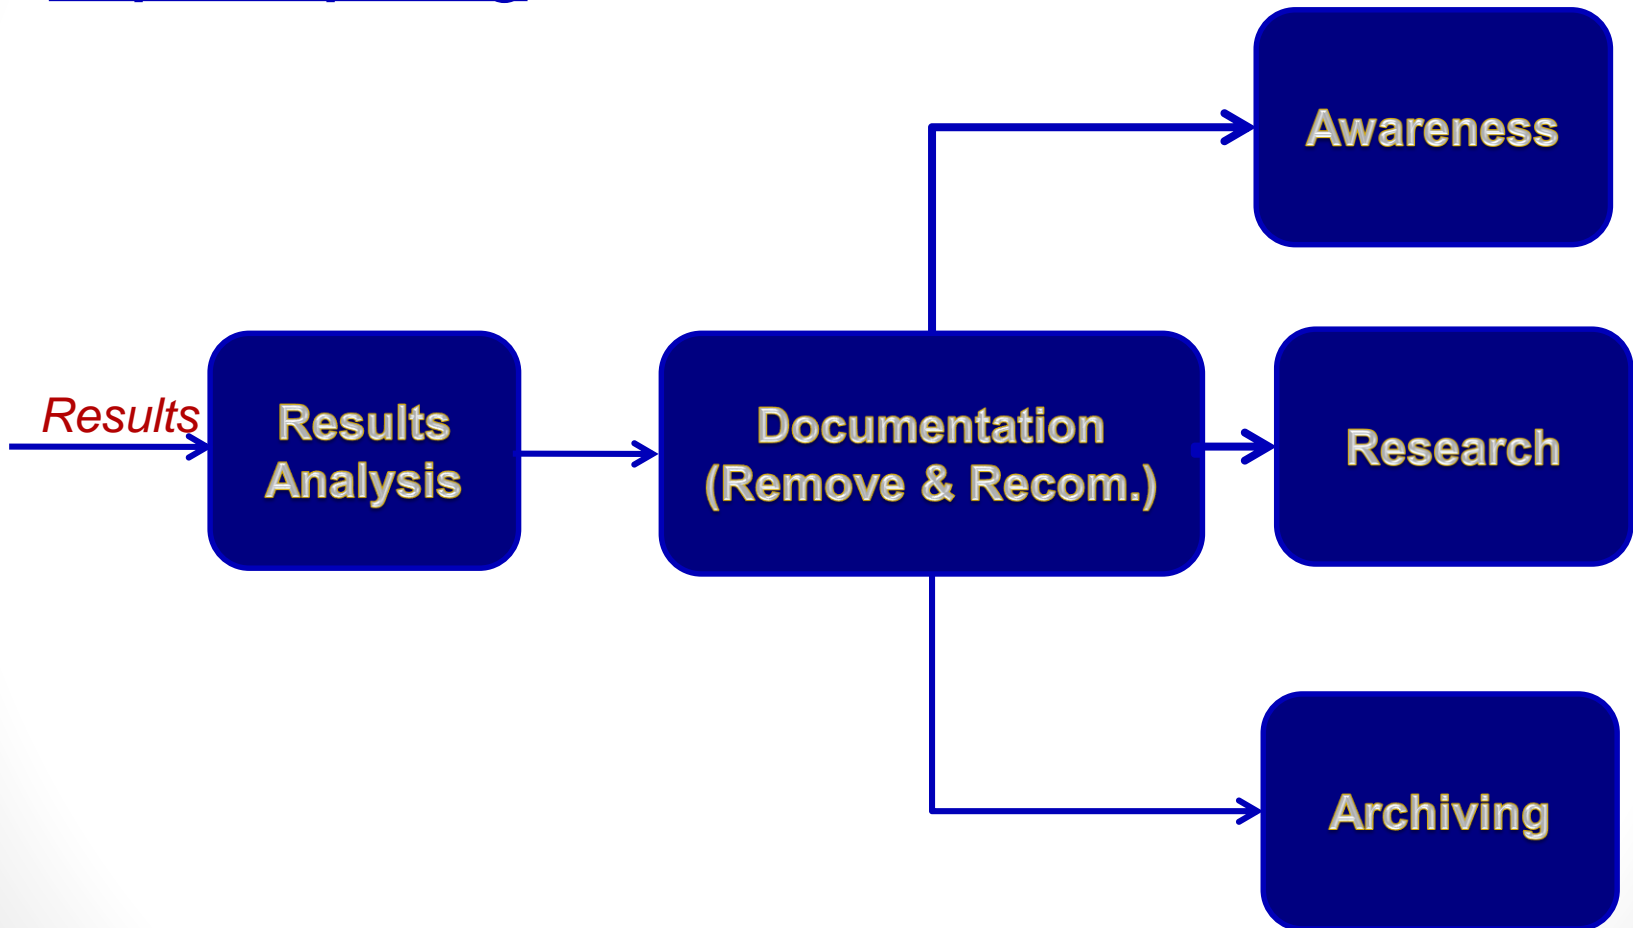 Results
Results
Analysis
Documentation
(Remove & Recom.)
Awareness
Research
Archiving